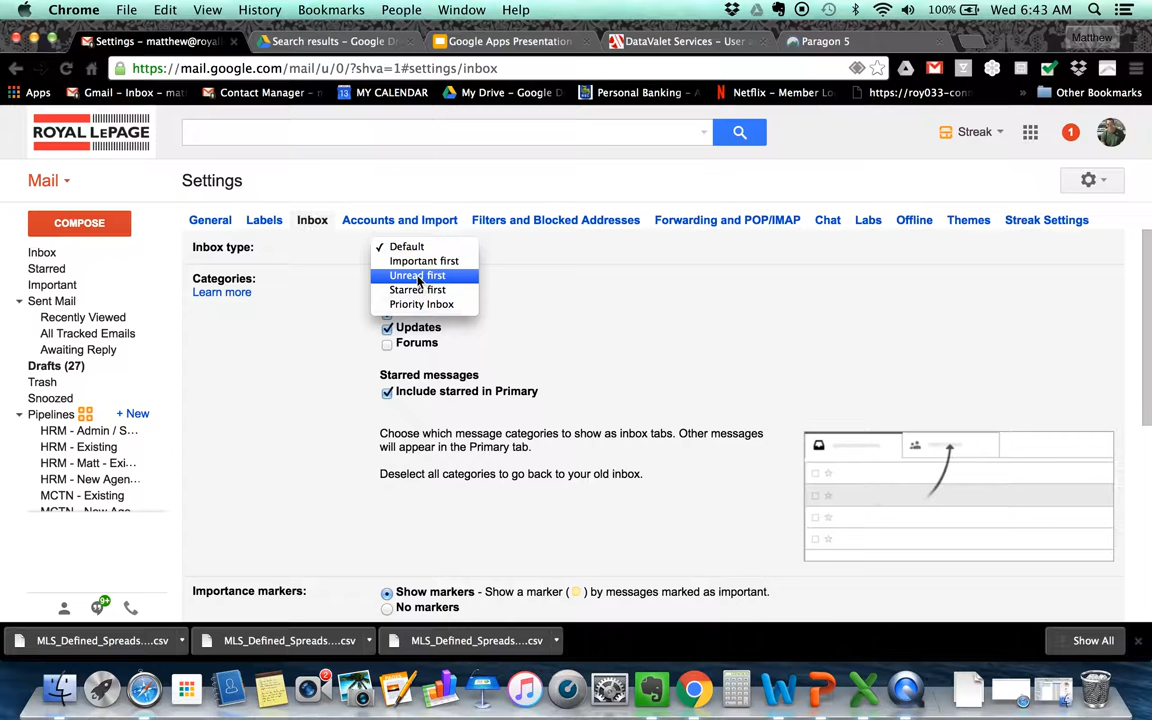 Chrome File Edit View History Bookmarks People Window Help 100% Wed 6:43 AM
Settings - matthew@royal
Search results - Google D
Google Apps Presentation
DataValet Services - User
Paragon 5
Matthew
https://mail.google.com/mail/u/0/?shva=1#settings/inbox
Apps
Gmail - Inbox - mat
Contact Manager -
MY CALENDAR
My Drive - Google D
Personal Banking -
Netflix - Member Lo
https://roy033-conn
»
Other Bookmarks
ROYAL LEPAGE
Streak
1
Mail
Settings
COMPOSE
General Labels Inbox Accounts and Import Filters and Blocked Addresses Forwarding and POP/IMAP Chat Labs Offline Themes Streak Settings
Inbox type:
✓ Default
Important first
Unread first
Starred first
Priority Inbox
Categories:
Learn more
Updates
Forums
Starred messages
Include starred in Primary
Choose which message categories to show as inbox tabs. Other messages
will appear in the Primary tab.
Deselect all categories to go back to your old inbox.
Importance markers:
Show markers - Show a marker ( ) by messages marked as important.
No markers
Inbox
Starred
Important
Sent Mail
Recently Viewed
All Tracked Emails
Awaiting Reply
Drafts (27)
Trash
Snoozed
Pipelines + New
HRM - Admin / S...
HRM - Existing
HRM - Matt - Exi...
HRM - New Agen...
MCTN - Existing
MCTN - New Age
9+
MLS_Defined_Spreads....csv
MLS_Defined_Spreads....csv
MLS_Defined_Spreads....csv
Show All
2